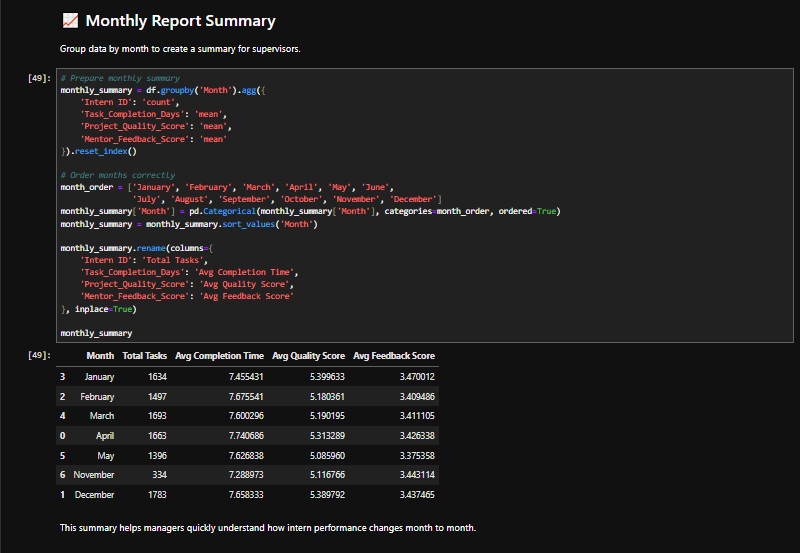 📈 Monthly Report Summary
Group data by month to create a summary for supervisors.
[49]:
# Prepare monthly summary
monthly_summary = df.groupby('Month').agg({
    'Intern ID': 'count',
    'Task_Completion_Days': 'mean',
    'Project_Quality_Score': 'mean',
    'Mentor_Feedback_Score': 'mean'
}).reset_index()

# Order months correctly
month_order = ['January', 'February', 'March', 'April', 'May', 'June',
               'July', 'August', 'September', 'October', 'November', 'December']
monthly_summary['Month'] = pd.Categorical(monthly_summary['Month'], categories=month_order, ordered=True)
monthly_summary = monthly_summary.sort_values('Month')

monthly_summary.rename(columns={
    'Intern ID': 'Total Tasks',
    'Task_Completion_Days': 'Avg Completion Time',
    'Project_Quality_Score': 'Avg Quality Score',
    'Mentor_Feedback_Score': 'Avg Feedback Score'
}, inplace=True)

monthly_summary
[49]:
Month Total Tasks Avg Completion Time Avg Quality Score Avg Feedback Score
3 January 1634 7.455431 5.399633 3.470012
2 February 1497 7.675541 5.180361 3.409486
4 March 1693 7.600296 5.190195 3.411105
0 April 1663 7.740686 5.313289 3.426338
5 May 1396 7.626838 5.085960 3.375358
6 November 334 7.288973 5.116766 3.443114
1 December 1783 7.658333 5.389792 3.437465
This summary helps managers quickly understand how intern performance changes month to month.